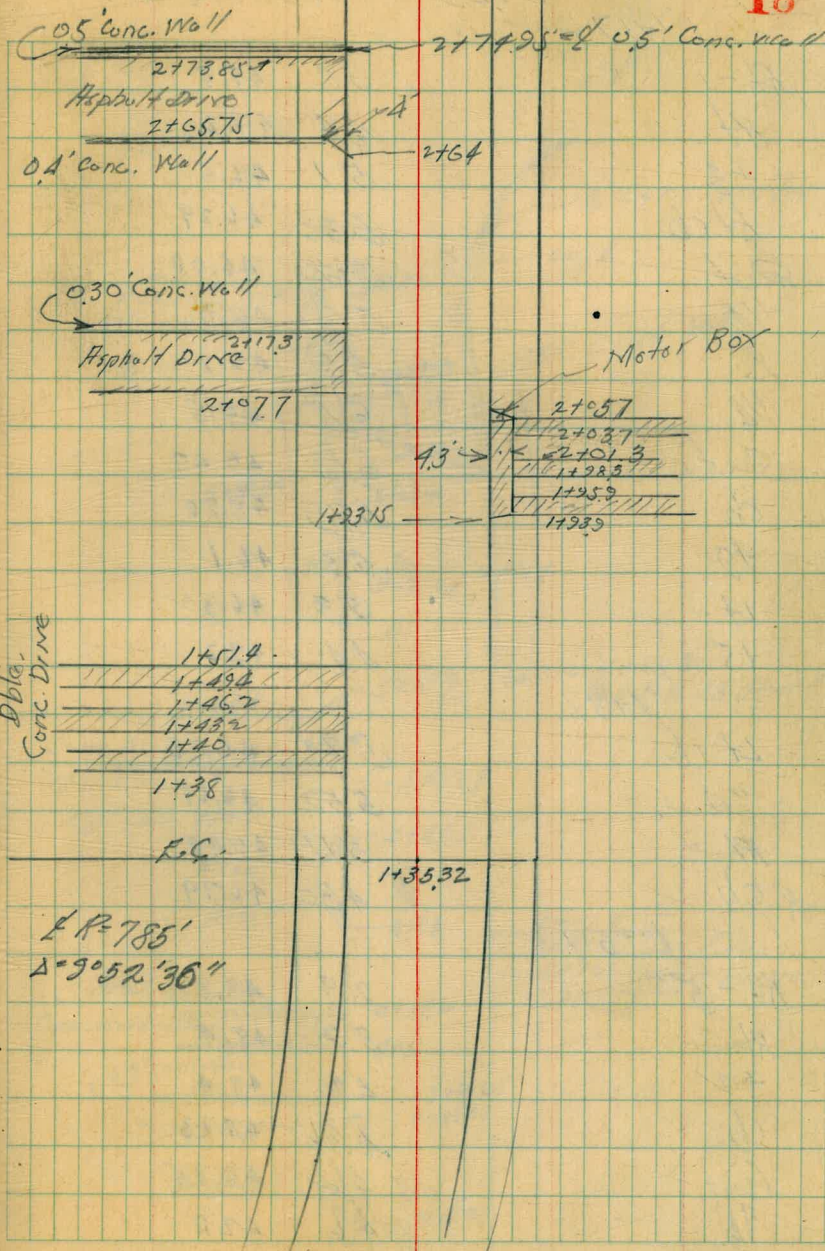 18
0.5' Conc. Wall
2+74.95=℄ 0.5' Conc. Wall
2+73.85
Asphalt Drive
2+65.75
4'
0.4' Conc. Wall
2+64
0.30' Conc. Wall
2+17.3
Asphalt Drive
2+07.7
Motor Box
2+05.7
2+03.7
4.3'
2+01.3
1+98.3
1+95.9
1+93.15
1+93.9
Dble.
Conc. Drive
1+51.4
1+49.4
1+46.2
1+43.2
1+40
1+38
E.C.
1+35.32
℄ R=785'
Δ=9°52'36"